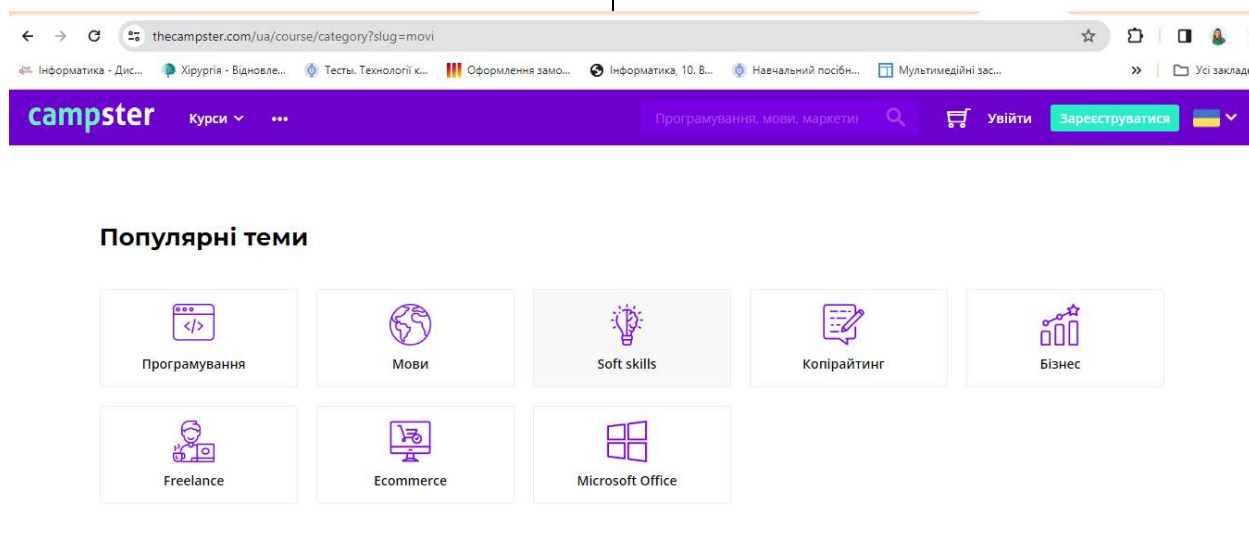 thecampster.com/ua/course/category?slug=movi
Інформатика - Дис... Хірургія - Відновле... Тесты. Технології к... Оформлення замо... Інформатика, 10. В... Навчальний посібн... Мультимедійні зас... » Усі заклад
campster Курси ••• Програмування, мови, маркетин Увійти Зареєструватися
Популярні теми
</>
Програмування Мови Soft skills Копірайтинг Бізнес
Freelance Ecommerce Microsoft Office